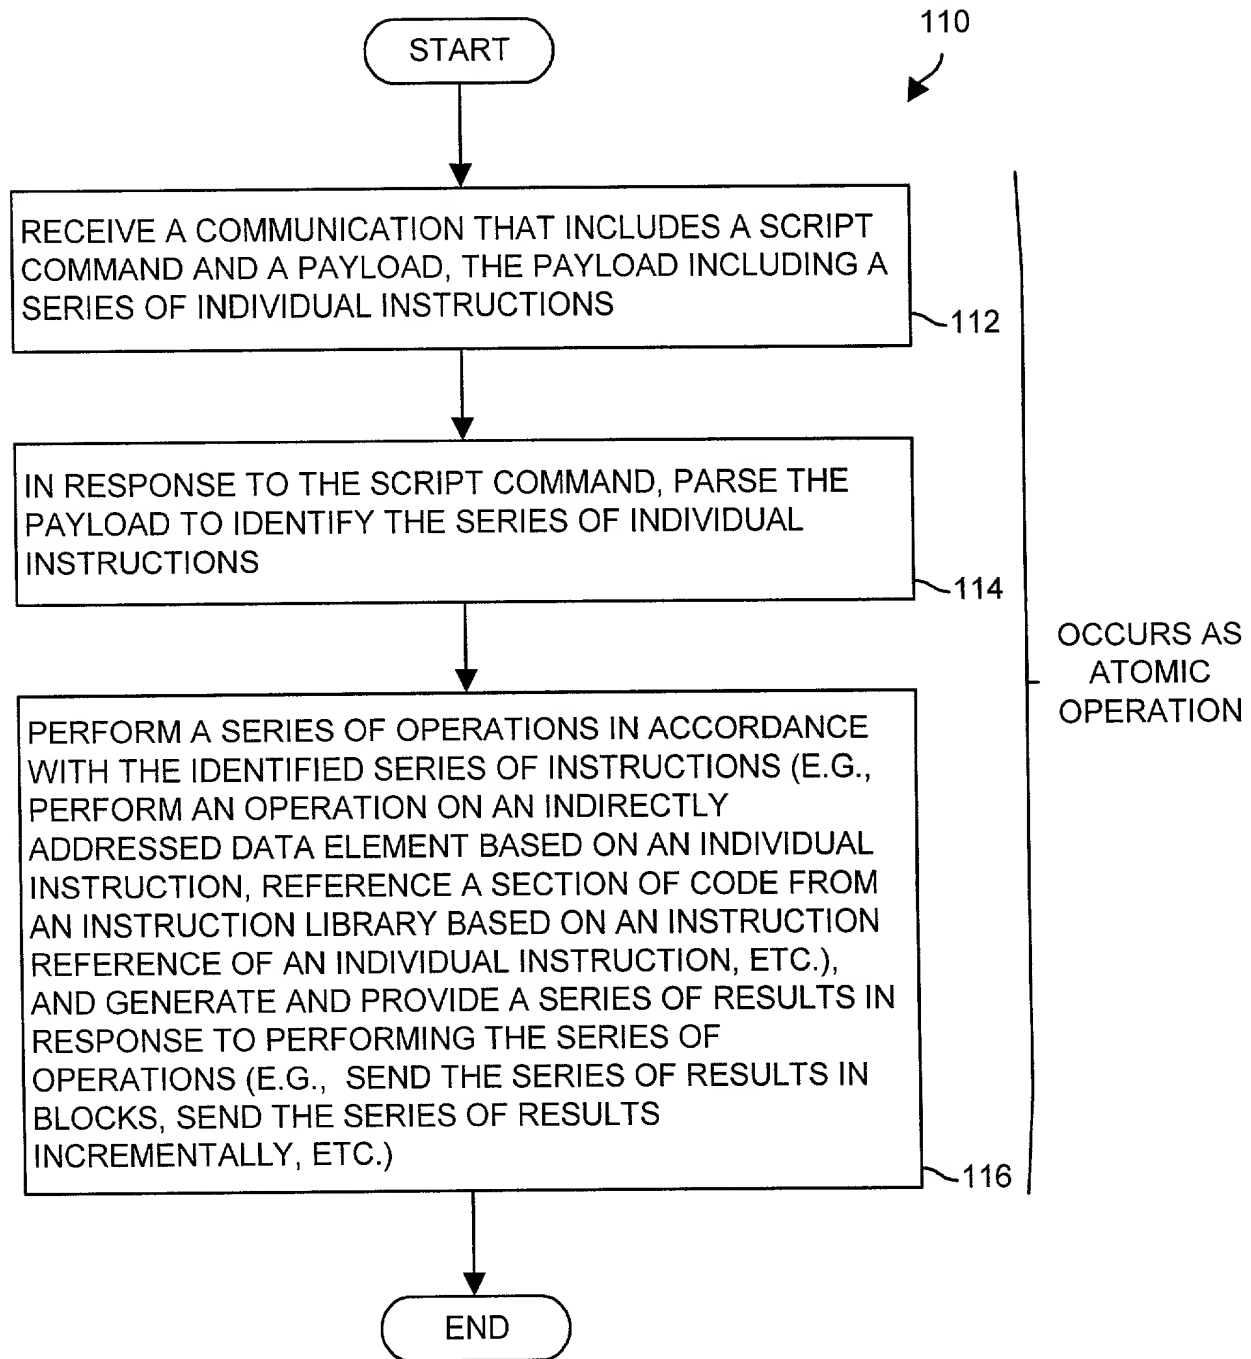 START
110
RECEIVE A COMMUNICATION THAT INCLUDES A SCRIPT
COMMAND AND A PAYLOAD, THE PAYLOAD INCLUDING A
SERIES OF INDIVIDUAL INSTRUCTIONS
112
IN RESPONSE TO THE SCRIPT COMMAND, PARSE THE
PAYLOAD TO IDENTIFY THE SERIES OF INDIVIDUAL
INSTRUCTIONS
114
OCCURS AS
ATOMIC
OPERATION
PERFORM A SERIES OF OPERATIONS IN ACCORDANCE
WITH THE IDENTIFIED SERIES OF INSTRUCTIONS (E.G.,
PERFORM AN OPERATION ON AN INDIRECTLY
ADDRESSED DATA ELEMENT BASED ON AN INDIVIDUAL
INSTRUCTION, REFERENCE A SECTION OF CODE FROM
AN INSTRUCTION LIBRARY BASED ON AN INSTRUCTION
REFERENCE OF AN INDIVIDUAL INSTRUCTION, ETC.),
AND GENERATE AND PROVIDE A SERIES OF RESULTS IN
RESPONSE TO PERFORMING THE SERIES OF
OPERATIONS (E.G., SEND THE SERIES OF RESULTS IN
BLOCKS, SEND THE SERIES OF RESULTS
INCREMENTALLY, ETC.)
116
END